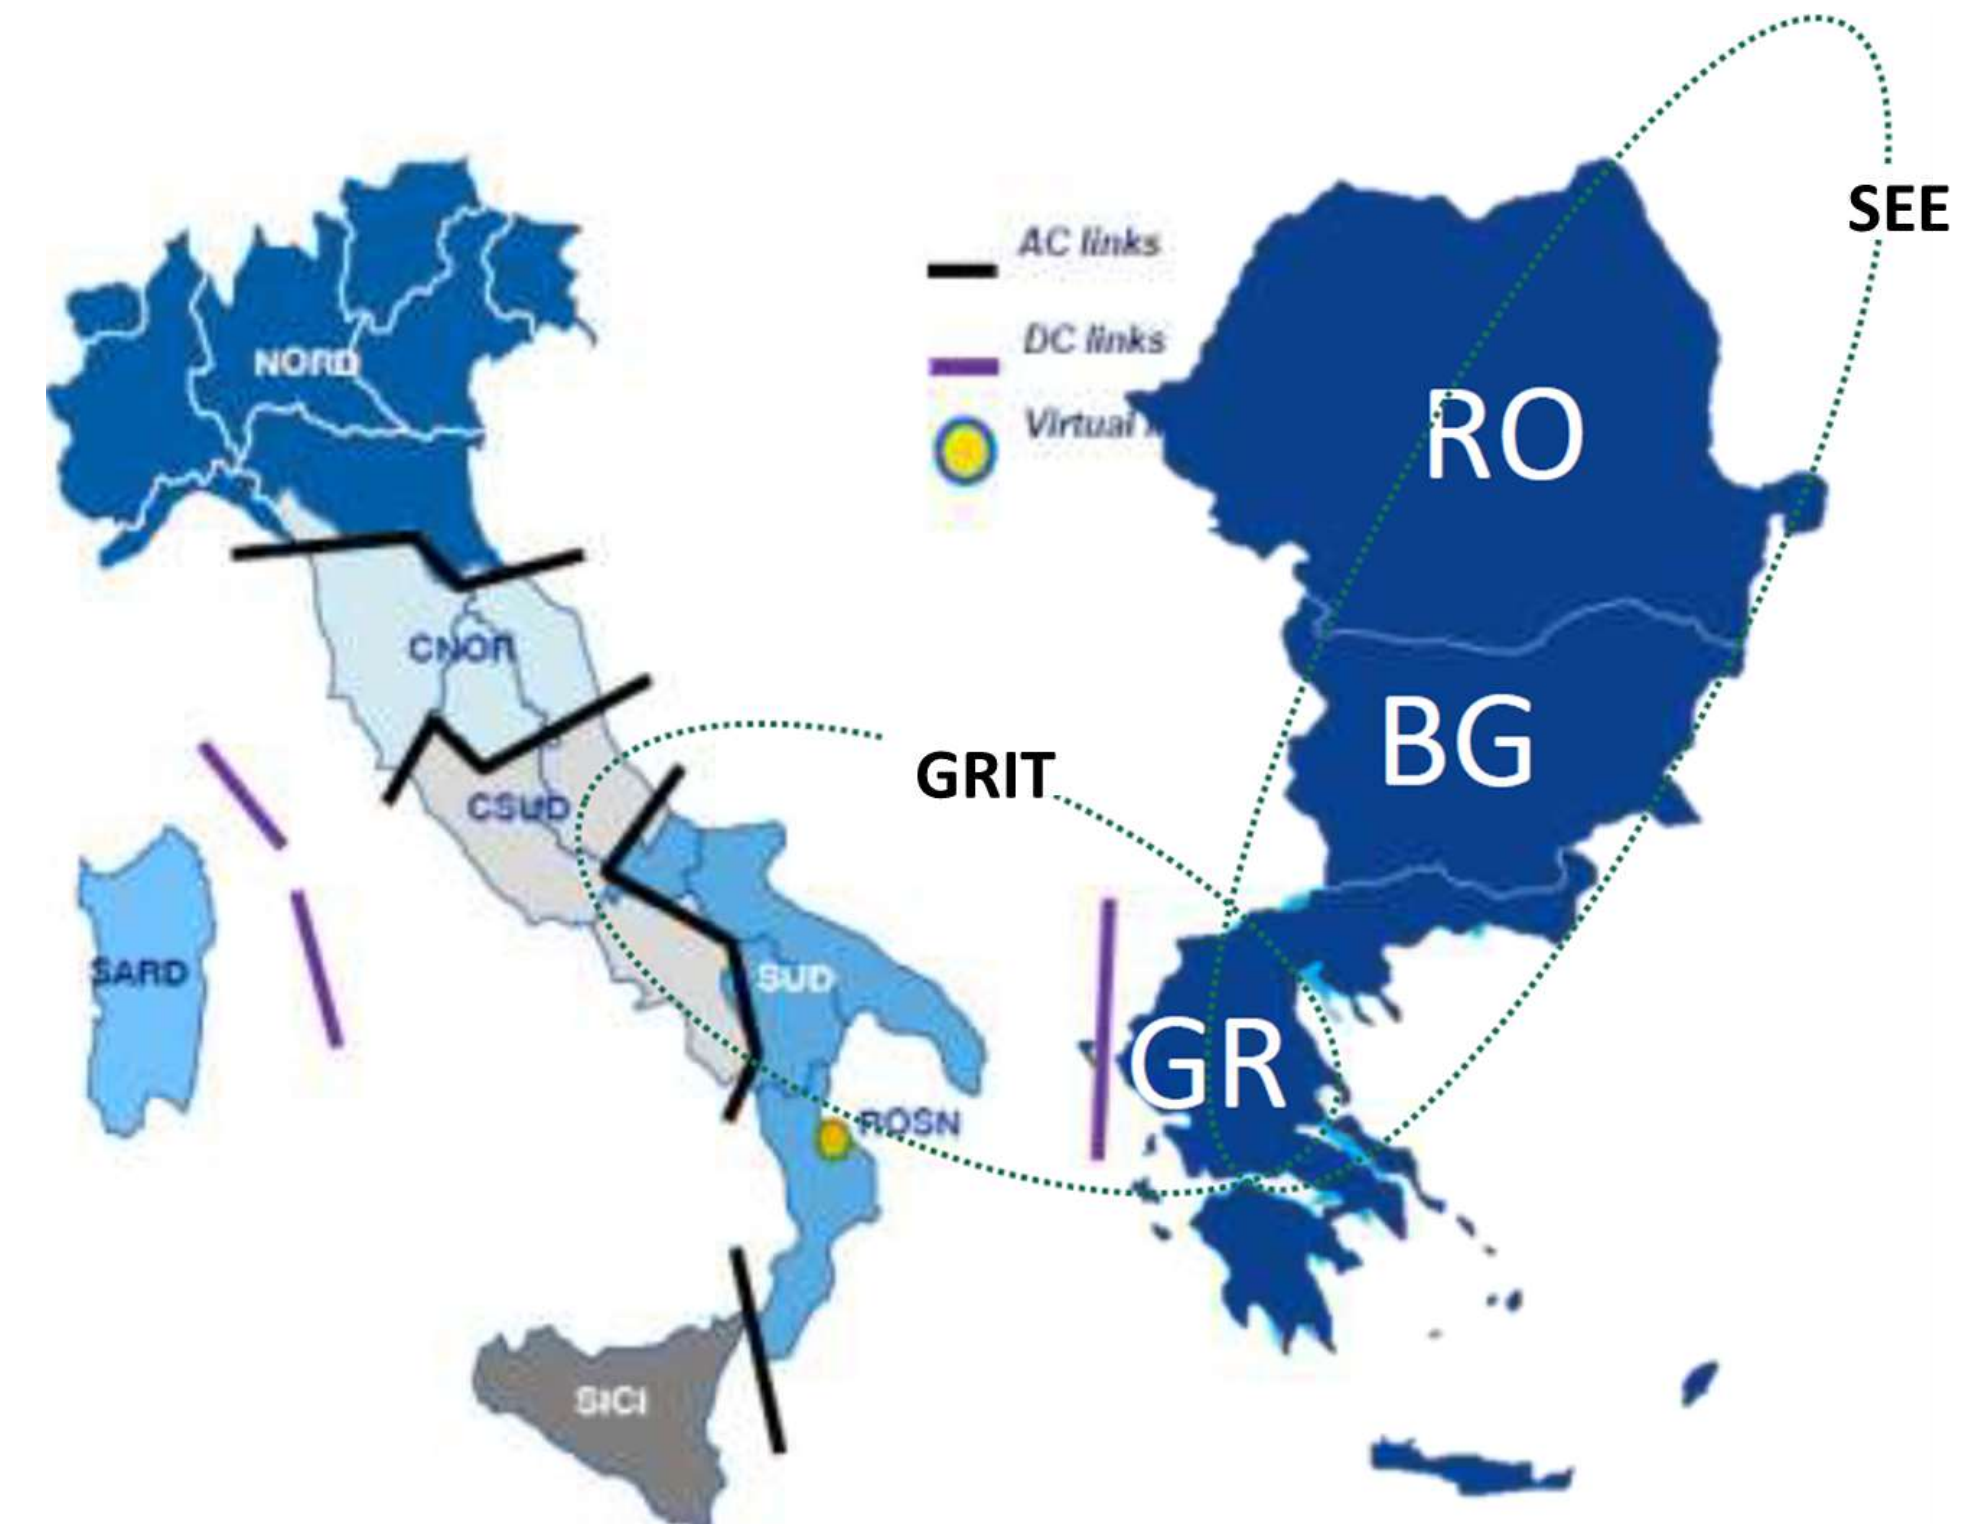 SEE
AC links
DC links
Virtual
NORD
RO
CNOR
BG
GRIT
CSUD
SARD
SUD
GR
ROSN
SICI